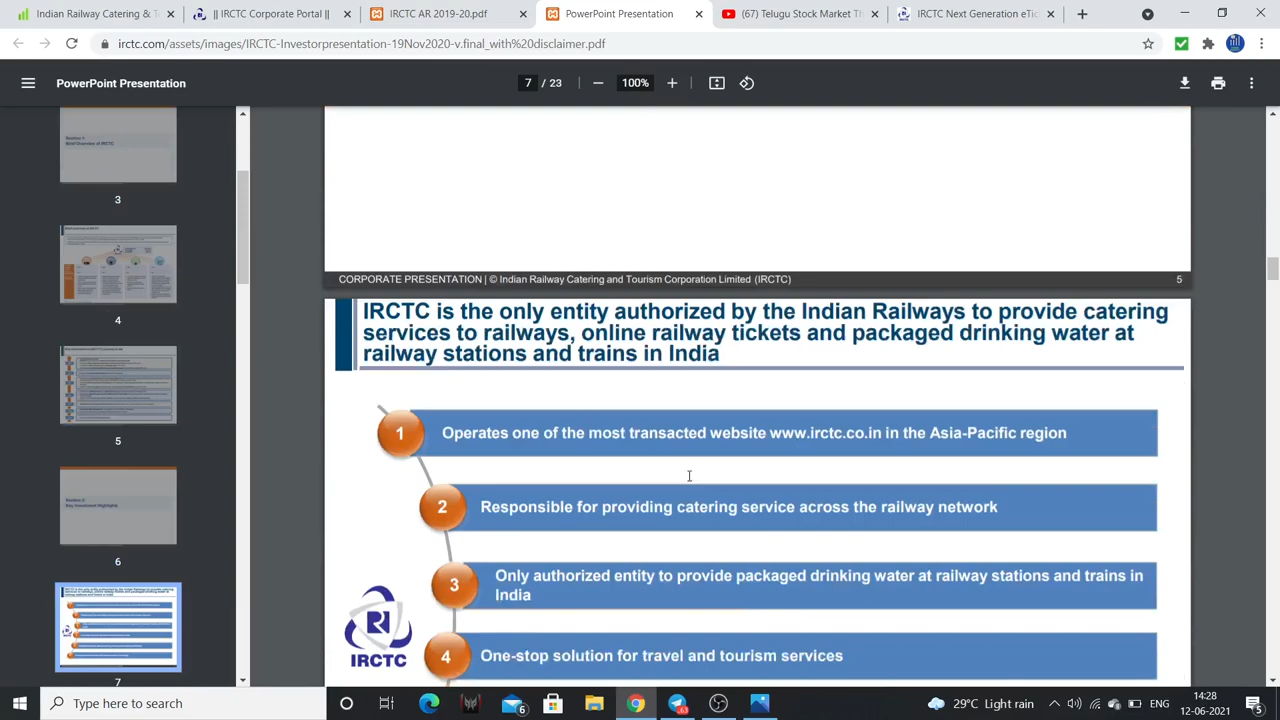 Indian Railway Catering & T
|| IRCTC Corporate Portal ||
IRCTC AR 2019-20.pdf
PowerPoint Presentation
(67) Telugu Stock Market Th
IRCTC Next Generation eTic
irctc.com/assets/images/IRCTC-Investorpresentation-19Nov2020-v.final_with%20disclaimer.pdf
PowerPoint Presentation
7 / 23
100%
3
4
5
6
7
CORPORATE PRESENTATION | © Indian Railway Catering and Tourism Corporation Limited (IRCTC)
5
IRCTC is the only entity authorized by the Indian Railways to provide catering
services to railways, online railway tickets and packaged drinking water at
railway stations and trains in India
1 Operates one of the most transacted website www.irctc.co.in in the Asia-Pacific region
2 Responsible for providing catering service across the railway network
3 Only authorized entity to provide packaged drinking water at railway stations and trains in
India
4 One-stop solution for travel and tourism services
IRCTC
Type here to search
6
63
29°C Light rain
ENG
14:28
12-06-2021
5